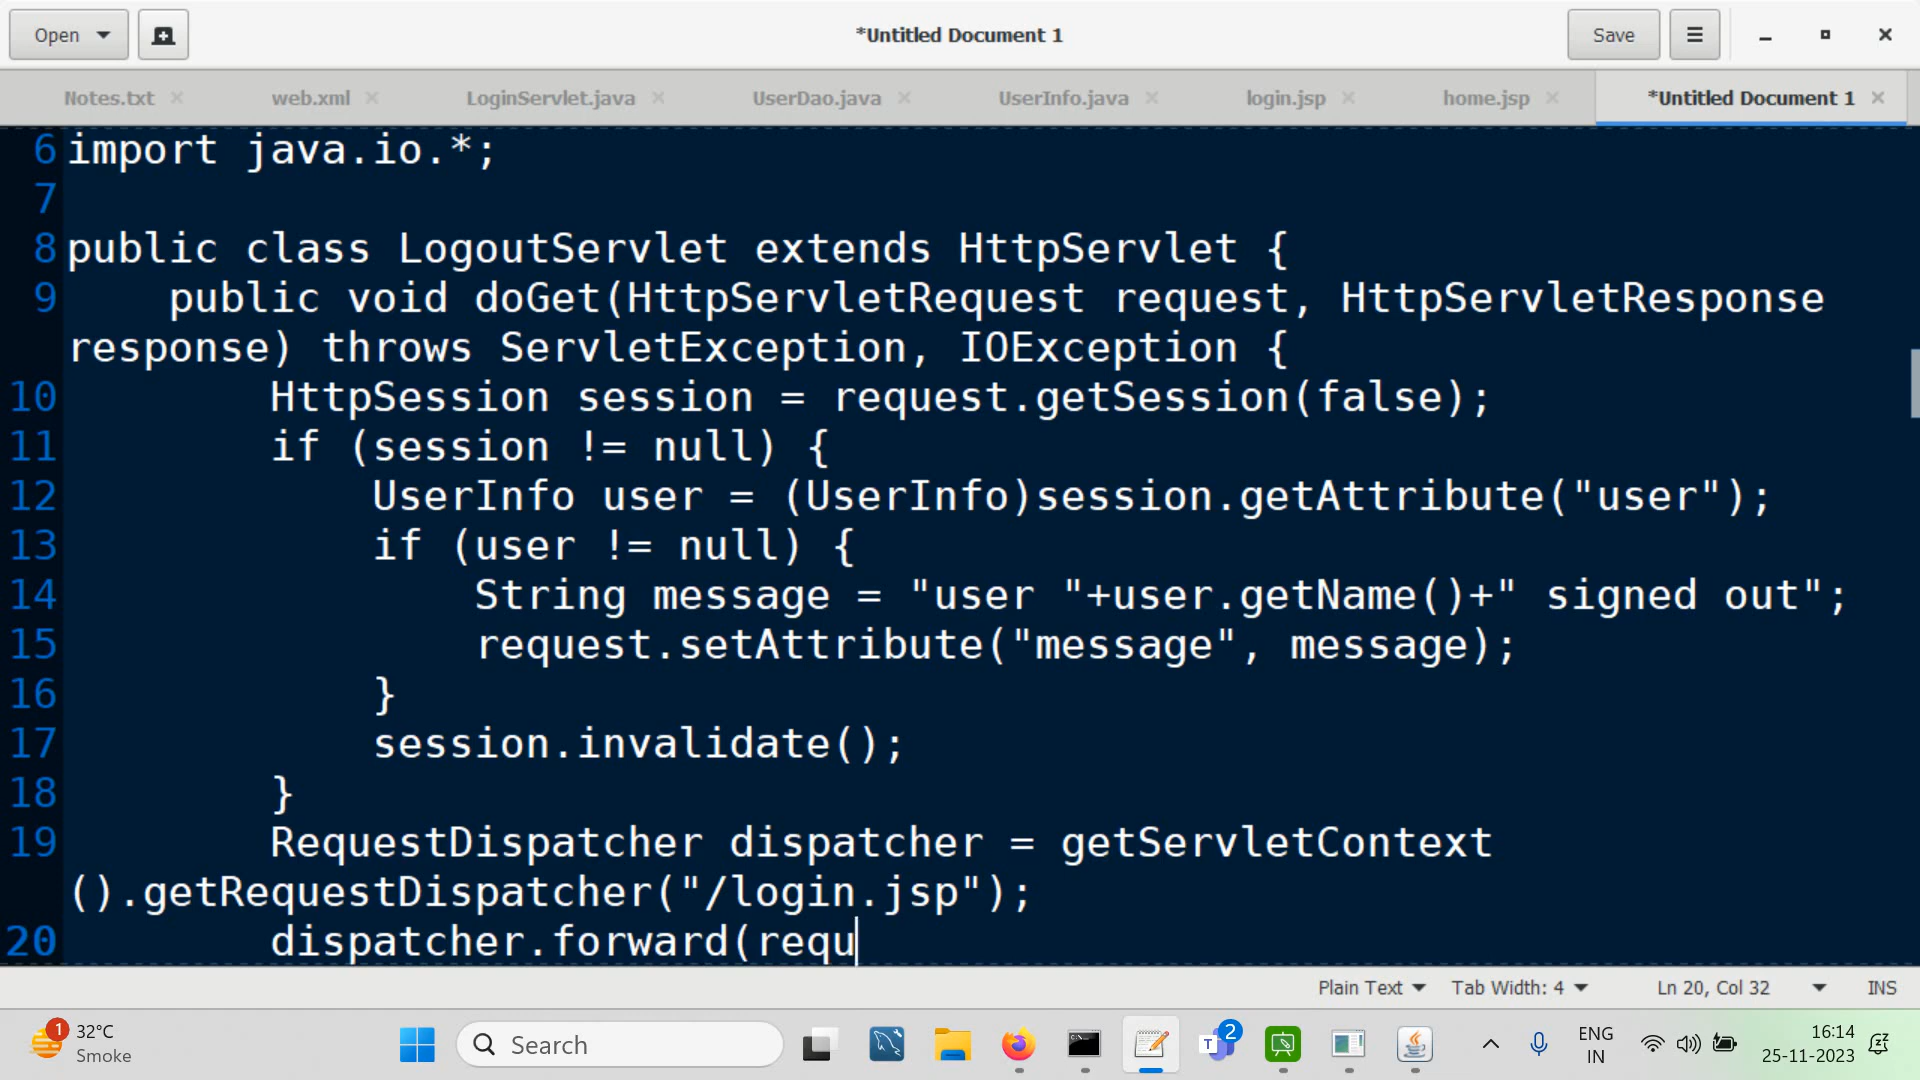 Open
*Untitled Document 1
Save
Notes.txt
web.xml
LoginServlet.java
UserDao.java
UserInfo.java
login.jsp
home.jsp
*Untitled Document 1
6 import java.io.*;
7
8 public class LogoutServlet extends HttpServlet {
9     public void doGet(HttpServletRequest request, HttpServletResponse
response) throws ServletException, IOException {
10         HttpSession session = request.getSession(false);
11         if (session != null) {
12             UserInfo user = (UserInfo)session.getAttribute("user");
13             if (user != null) {
14                 String message = "user "+user.getName()+" signed out";
15                 request.setAttribute("message", message);
16             }
17             session.invalidate();
18         }
19         RequestDispatcher dispatcher = getServletContext
().getRequestDispatcher("/login.jsp");
20         dispatcher.forward(requ
Plain Text
Tab Width: 4
Ln 20, Col 32
INS
1
32°C
Smoke
Search
T
2
ENG
IN
16:14
25-11-2023